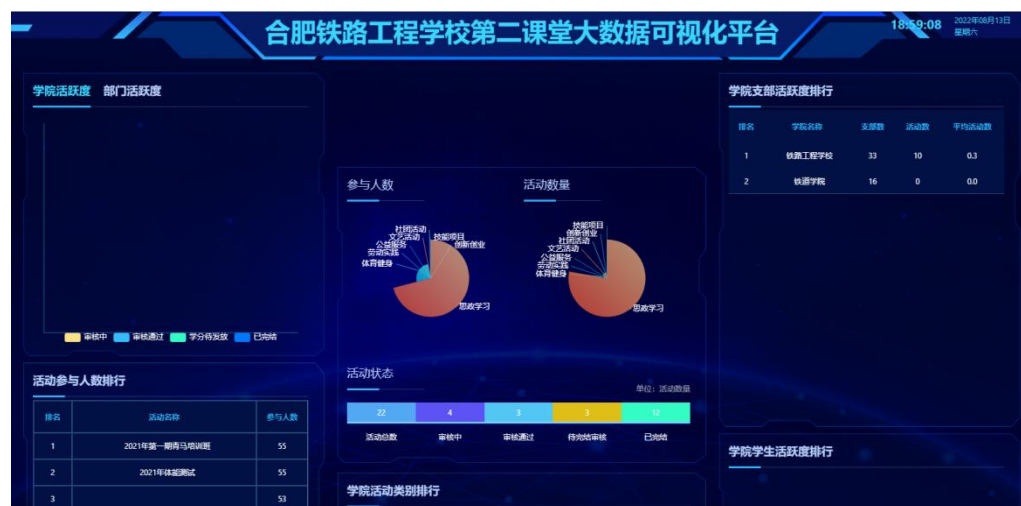 合肥铁路工程学校第二课堂大数据可视化平台
18:59:08
2022年08月13日
星期六
学院活跃度 部门活跃度
审核中 审核通过 学分待发放 已完结
活动参与人数排行
排名 活动名称 参与人数
1 2021年第一期青马培训班 55
2 2021年体能测试 55
3 53
参与人数
社团活动
文艺活动
公益服务
劳动实践
体育健身
技能项目
创新创业
思政学习
活动数量
技能项目
创新创业
社团活动
文艺活动
公益服务
劳动实践
体育健身
思政学习
活动状态
单位：活动数量
22 4 3 3 12
活动总数 审核中 审核通过 待完结审核 已完结
学院活动类别排行
学院支部活跃度排行
排名 学院名称 支部数 活动数 平均活动数
1 铁路工程学校 33 10 0.3
2 铁道学院 16 0 0.0
学院学生活跃度排行